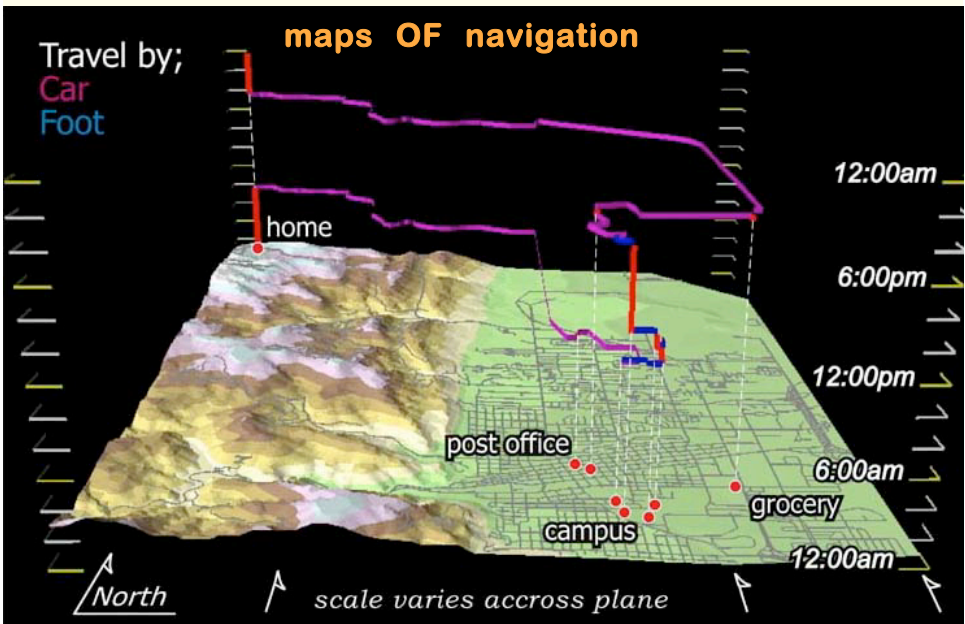 maps OF navigation
Travel by;
Car
Foot
12:00am
home
6:00pm
12:00pm
post office
6:00am
grocery
campus
12:00am
North
scale varies accross plane